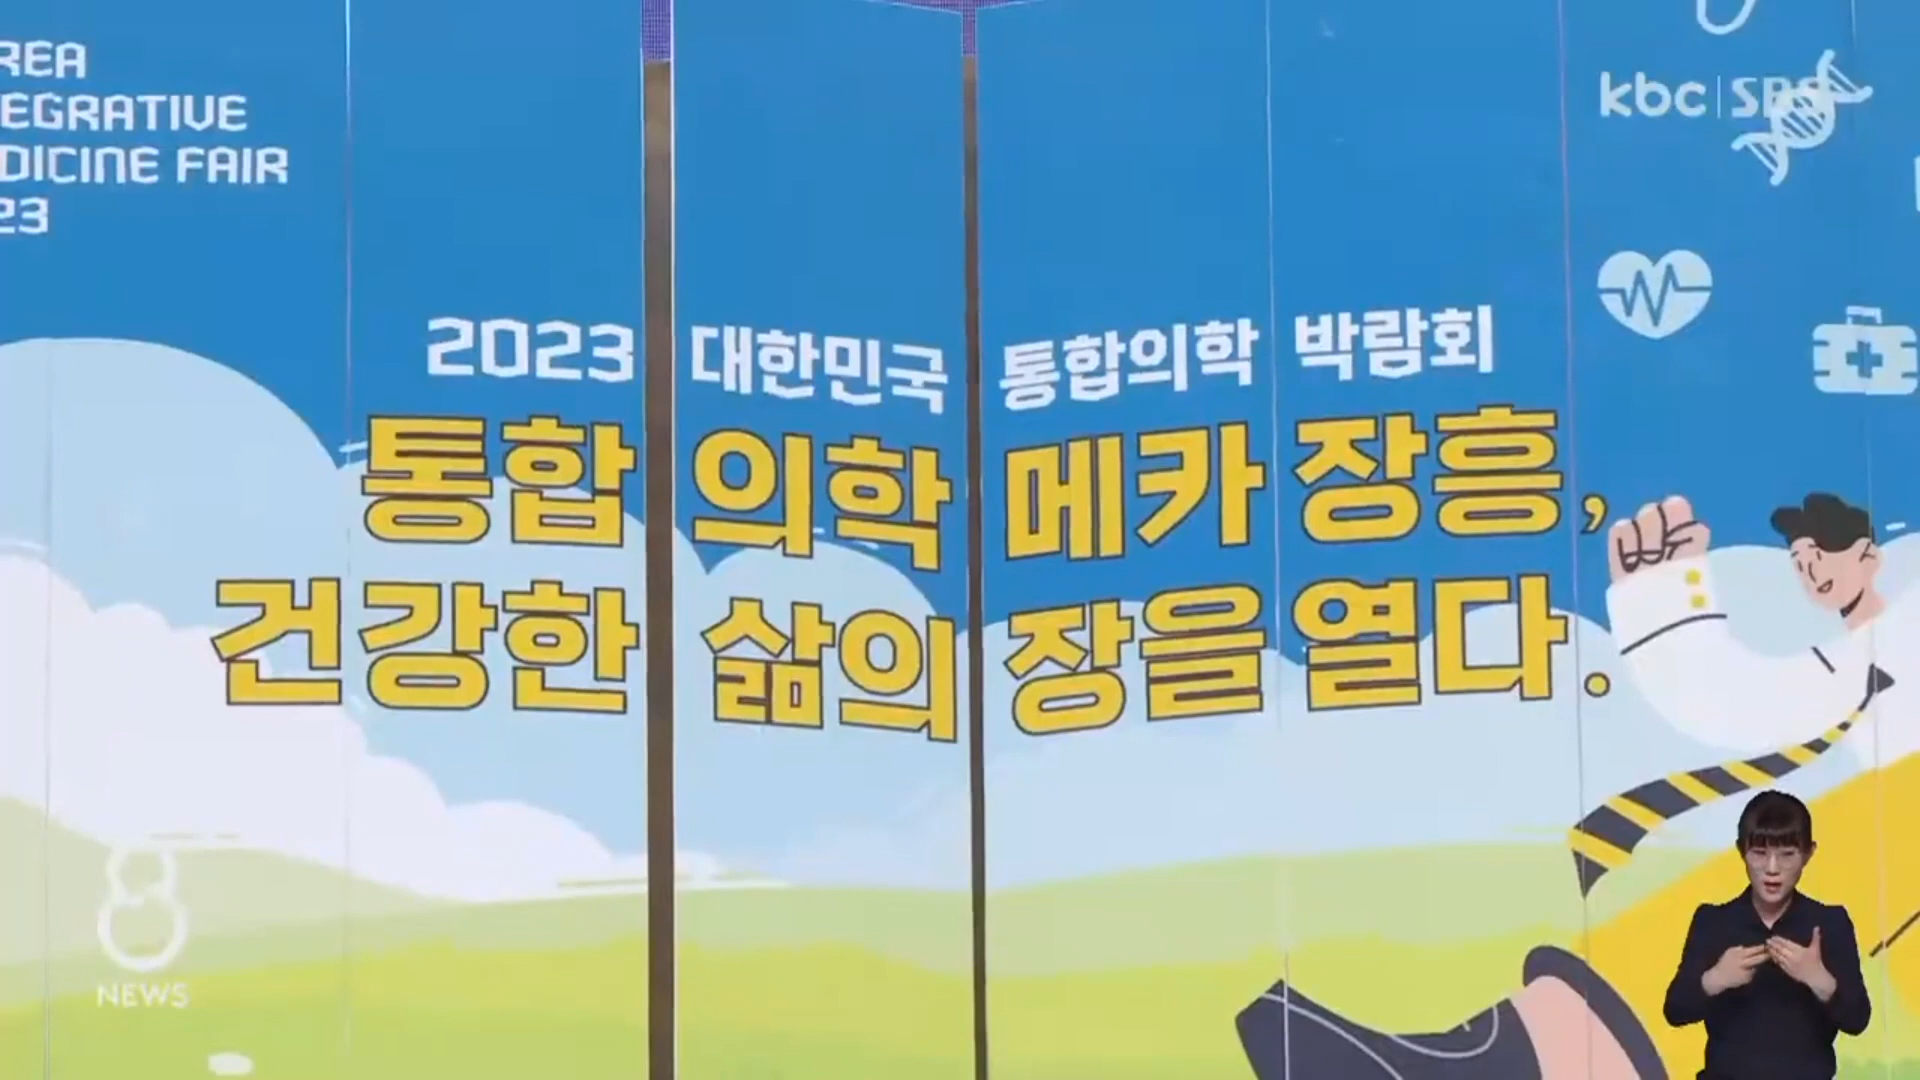 REA
EGRATIVE
DICINE FAIR
23
kbc | SBS
2023 대한민국 통합의학 박람회
통합 의학 메카 장흥,
건강한 삶의 장을 열다.
8
NEWS